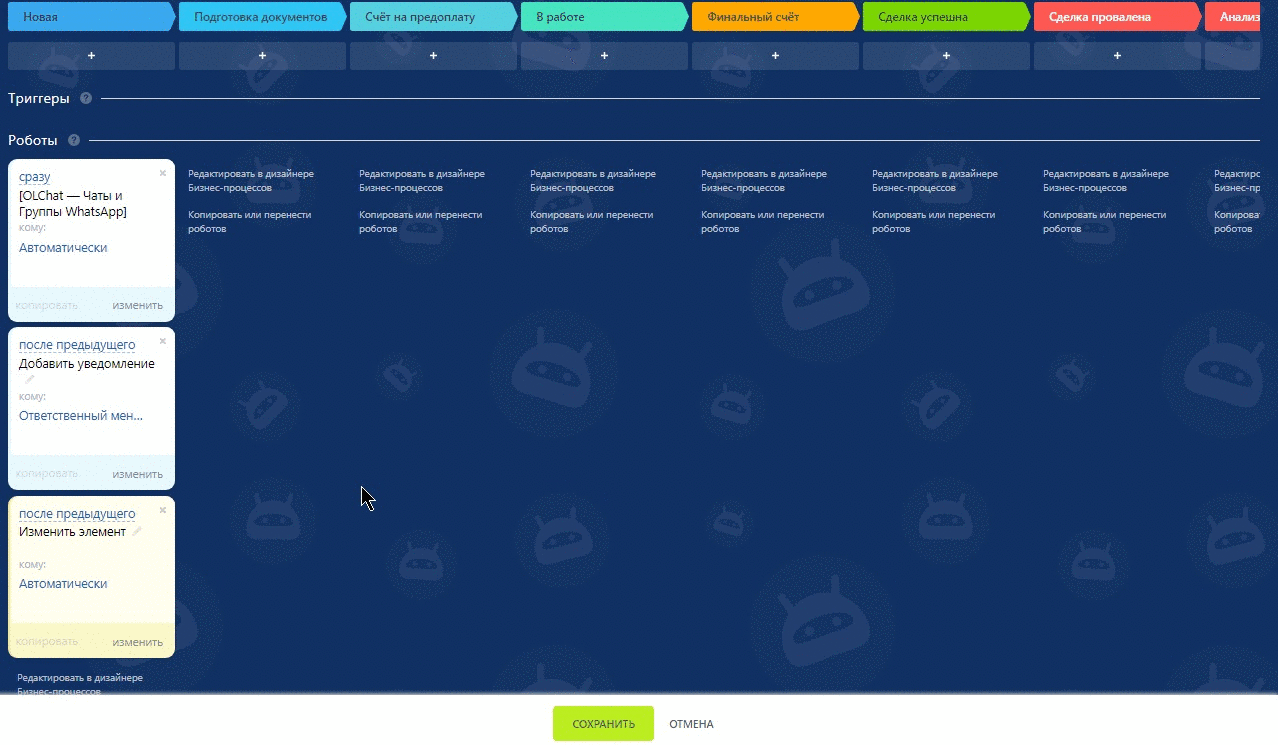 Новая
Подготовка документов
Счёт на предоплату
В работе
Финальный счёт
Сделка успешна
Сделка провалена
Анализ
+ + + + + + +
Триггеры ?
Роботы ?
сразу
[OLChat — Чаты и
Группы WhatsApp]
кому:
Автоматически
копировать изменить
после предыдущего
Добавить уведомление
кому:
Ответственный мен...
копировать изменить
после предыдущего
Изменить элемент
кому:
Автоматически
копировать изменить
Редактировать в дизайнере
Бизнес-процессов
Редактировать в дизайнере
Бизнес-процессов
Копировать или перенести
роботов
Редактировать в дизайнере
Бизнес-процессов
Копировать или перенести
роботов
Редактировать в дизайнере
Бизнес-процессов
Копировать или перенести
роботов
Редактировать в дизайнере
Бизнес-процессов
Копировать или перенести
роботов
Редактировать в дизайнере
Бизнес-процессов
Копировать или перенести
роботов
Редактировать в дизайнере
Бизнес-процессов
Копировать или перенести
роботов
Редактирс
Бизнес-пр
Копироват
роботов
СОХРАНИТЬ ОТМЕНА